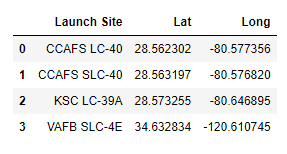 Launch Site Lat Long
0 CCAFS LC-40 28.562302 -80.577356
1 CCAFS SLC-40 28.563197 -80.576820
2 KSC LC-39A 28.573255 -80.646895
3 VAFB SLC-4E 34.632834 -120.610745